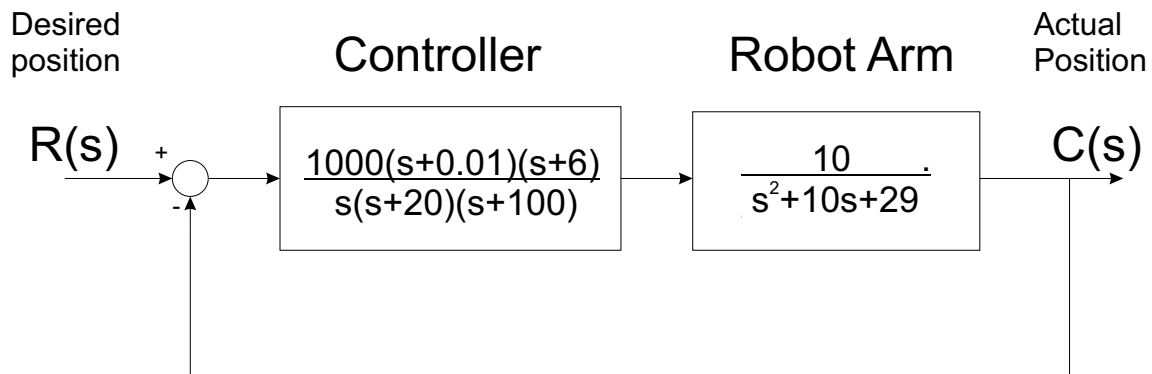 Desired
position
Controller
Robot Arm
Actual
Position
R(s)
+
-
1000(s+0.01)(s+6)
s(s+20)(s+100)
10 .
s²+10s+29
C(s)